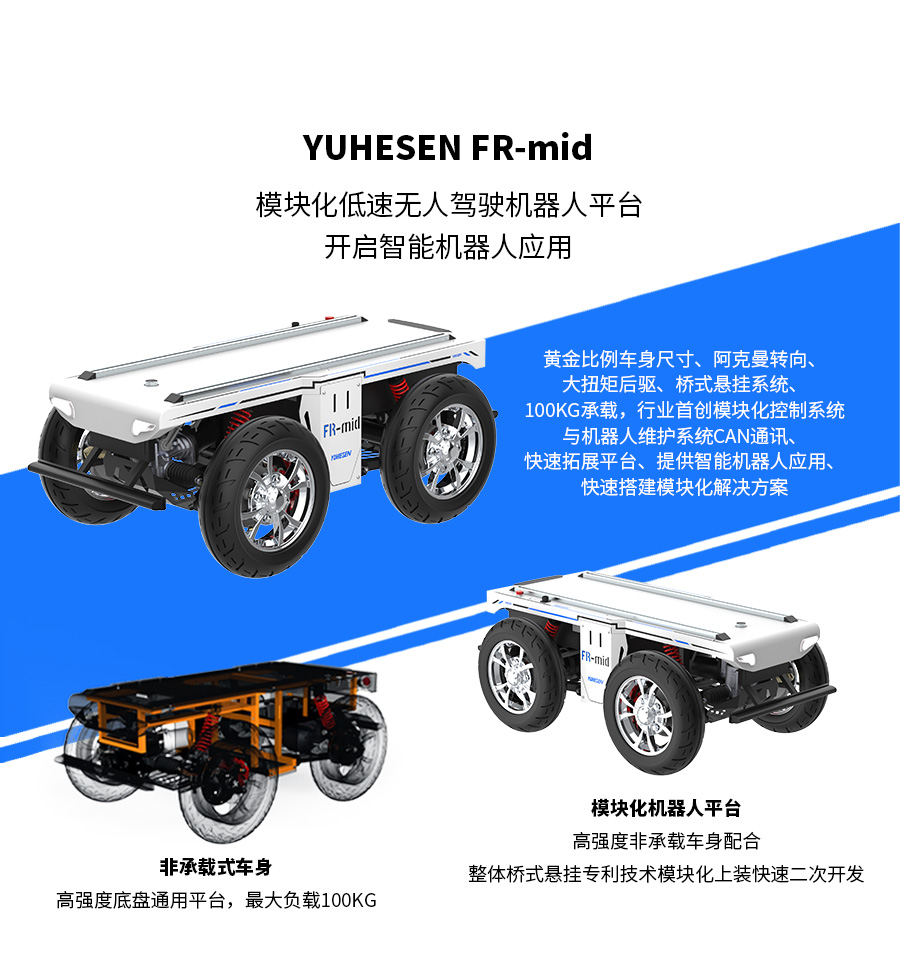 YUHESEN FR-mid
模块化低速无人驾驶机器人平台
开启智能机器人应用
黄金比例车身尺寸、阿克曼转向、
大扭矩后驱、桥式悬挂系统、
100KG承载，行业首创模块化控制系统
与机器人维护系统CAN通讯、
快速拓展平台、提供智能机器人应用、
快速搭建模块化解决方案
FR-mid
YUHESEN
FR-mid
YUHESEN
模块化机器人平台
高强度非承载车身配合
整体桥式悬挂专利技术模块化上装快速二次开发
非承载式车身
高强度底盘通用平台，最大负载100KG